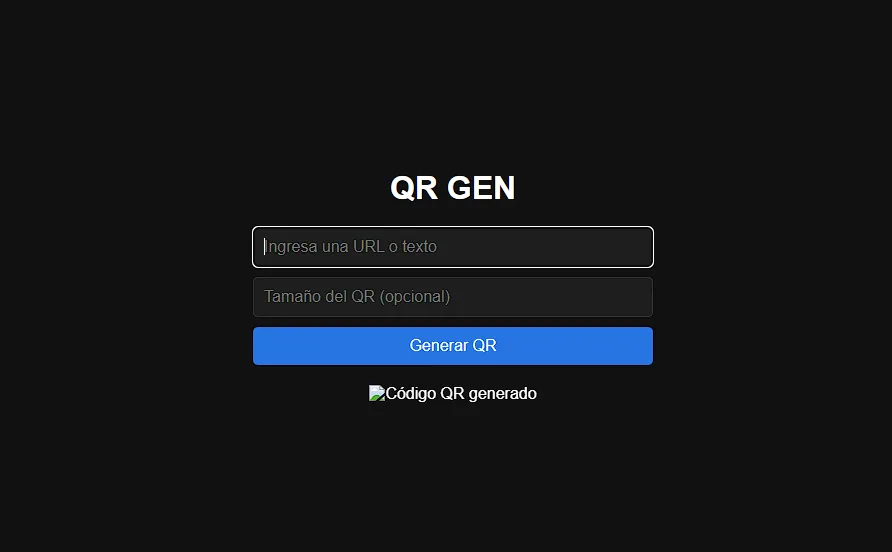 QR GEN
Ingresa una URL o texto
Tamaño del QR (opcional)
Generar QR
Código QR generado